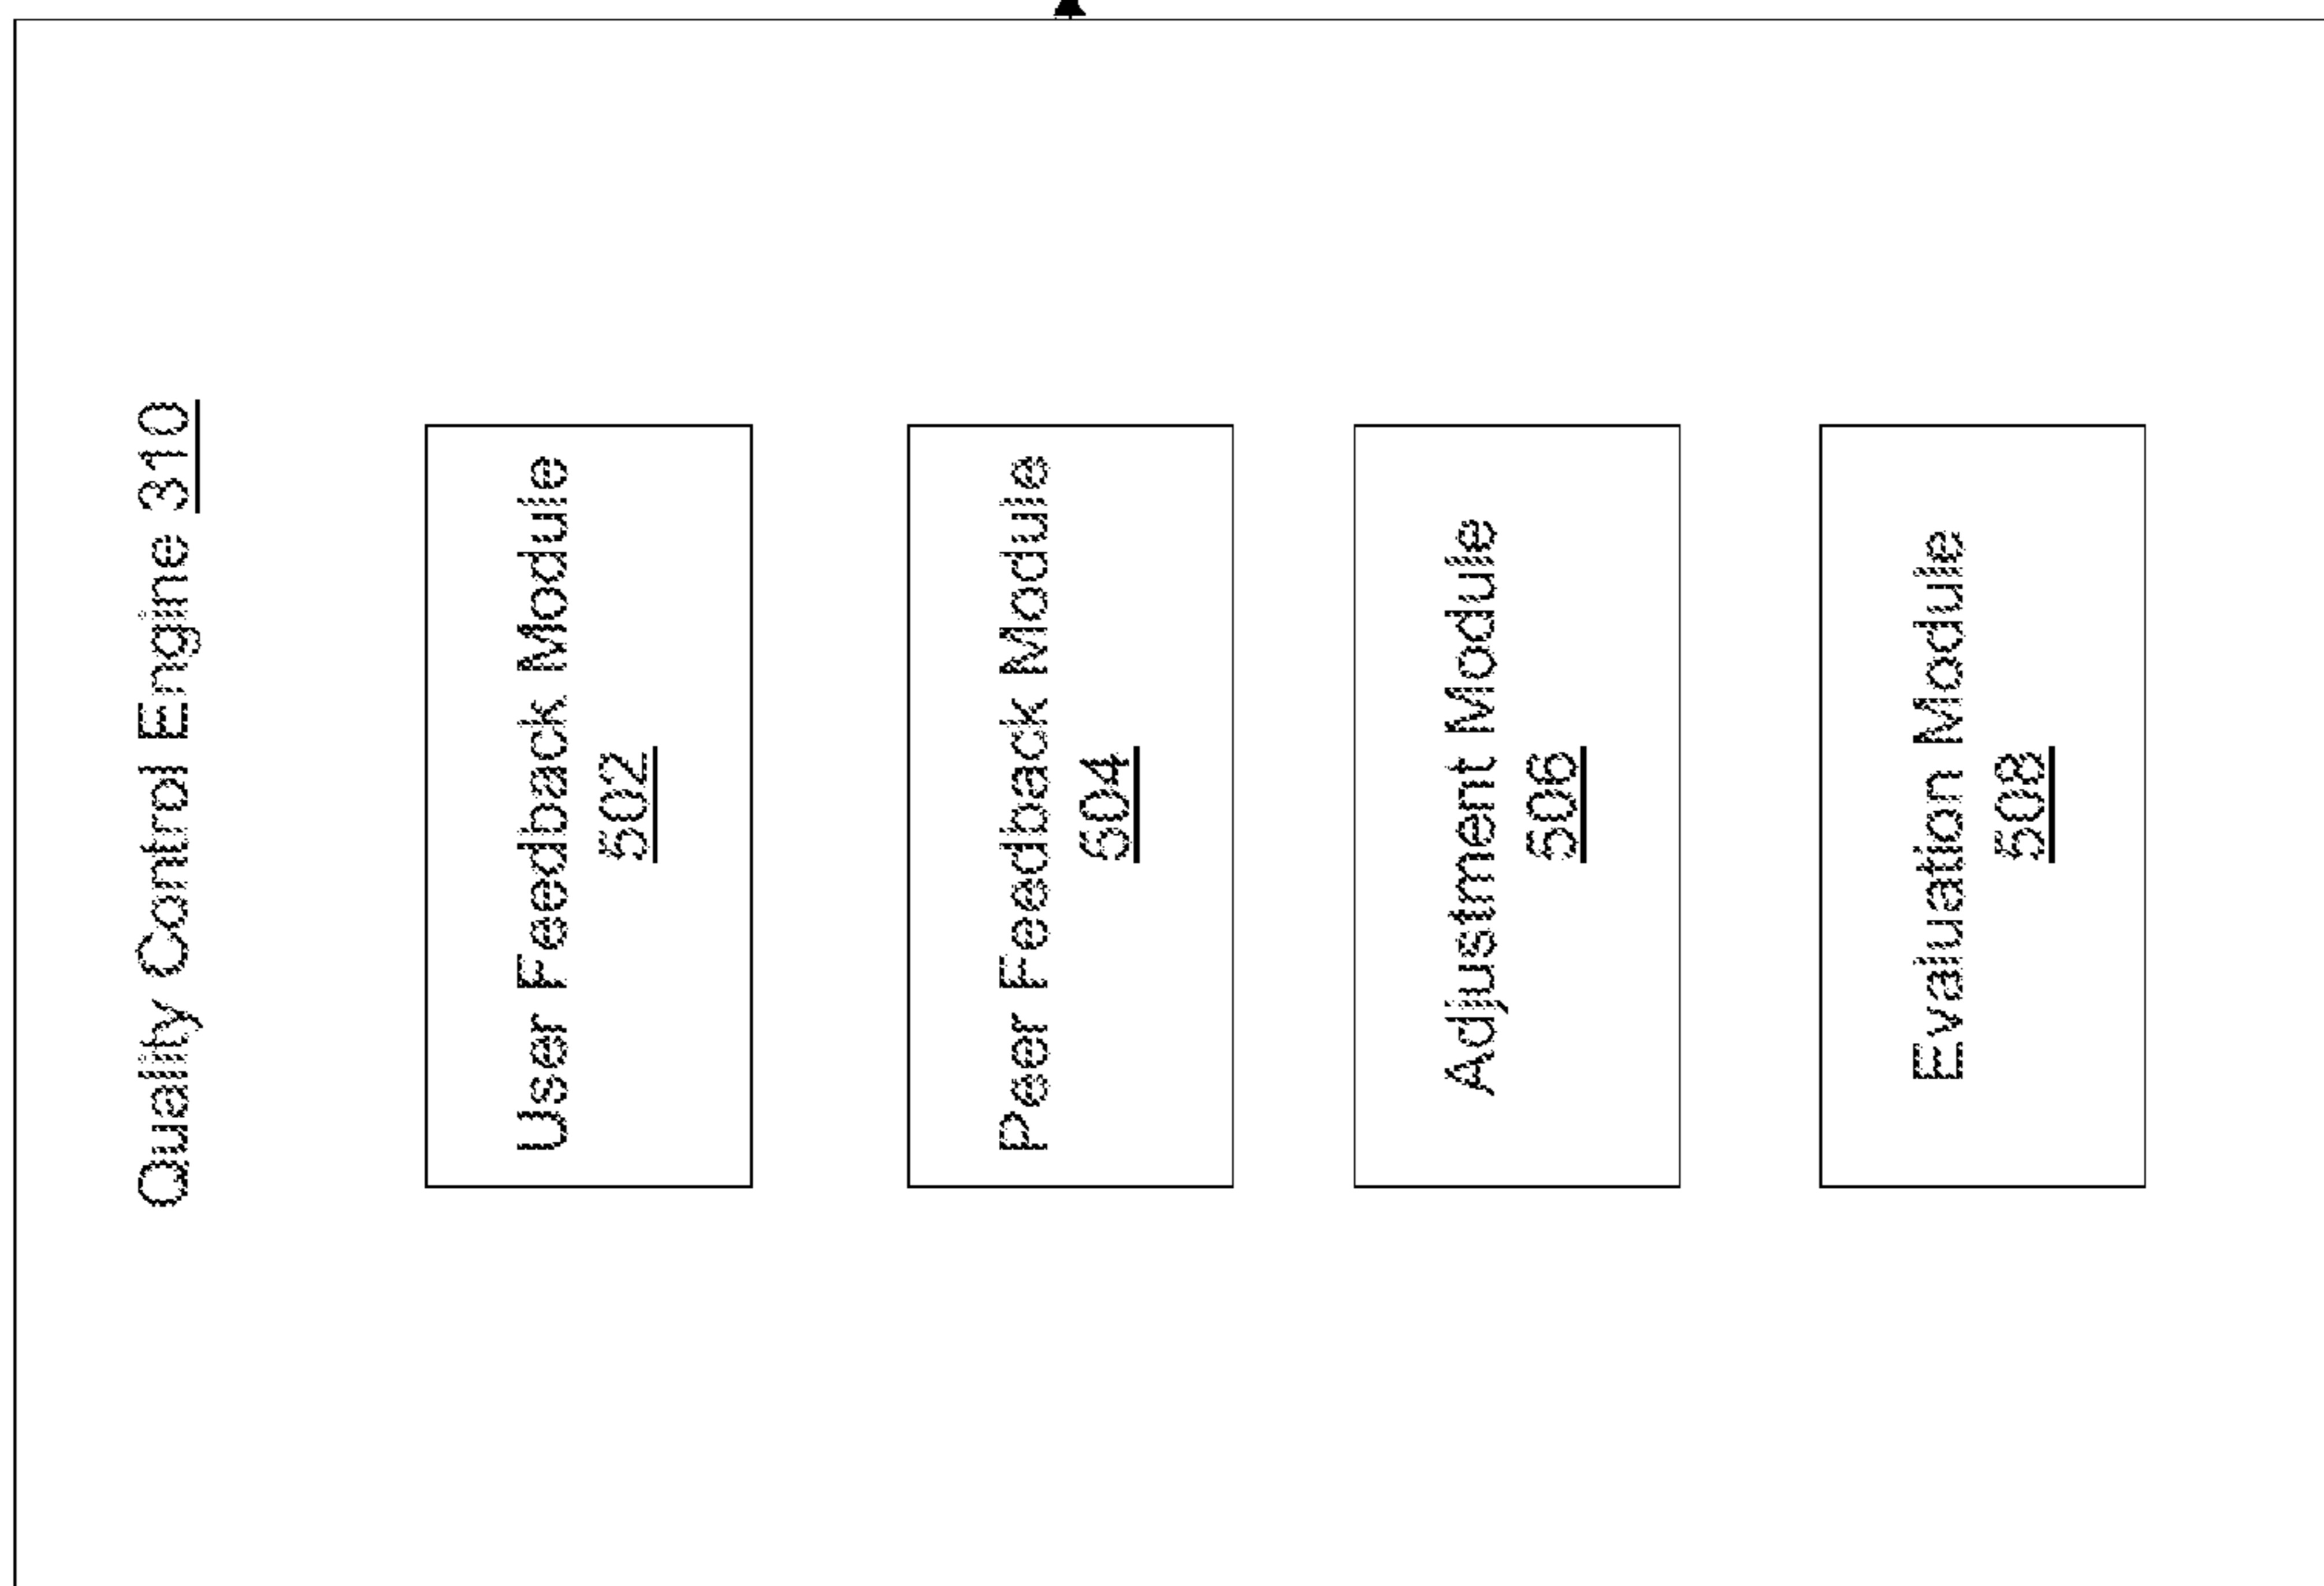 Quality Control Engine 310
User Feedback Module
502
Peer Feedback Module
504
Adjustment Module
506
Evaluation Module
508